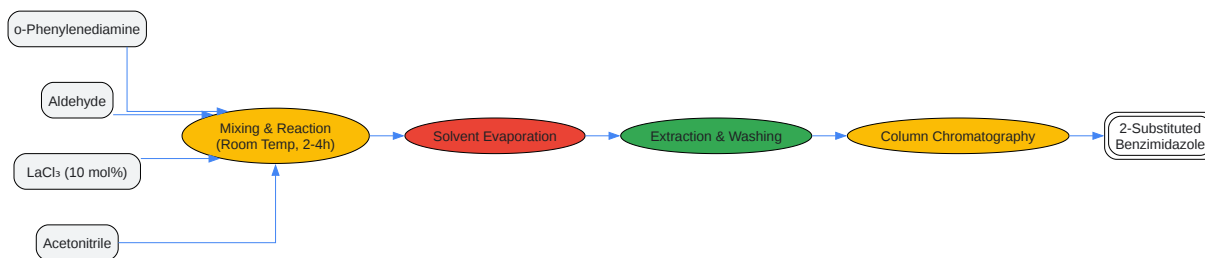 o-Phenylenediamine
Aldehyde
LaCl₃ (10 mol%)
Acetonitrile
Mixing & Reaction
(Room Temp, 2-4h)
Solvent Evaporation
Extraction & Washing
Column Chromatography
2-Substituted
Benzimidazole